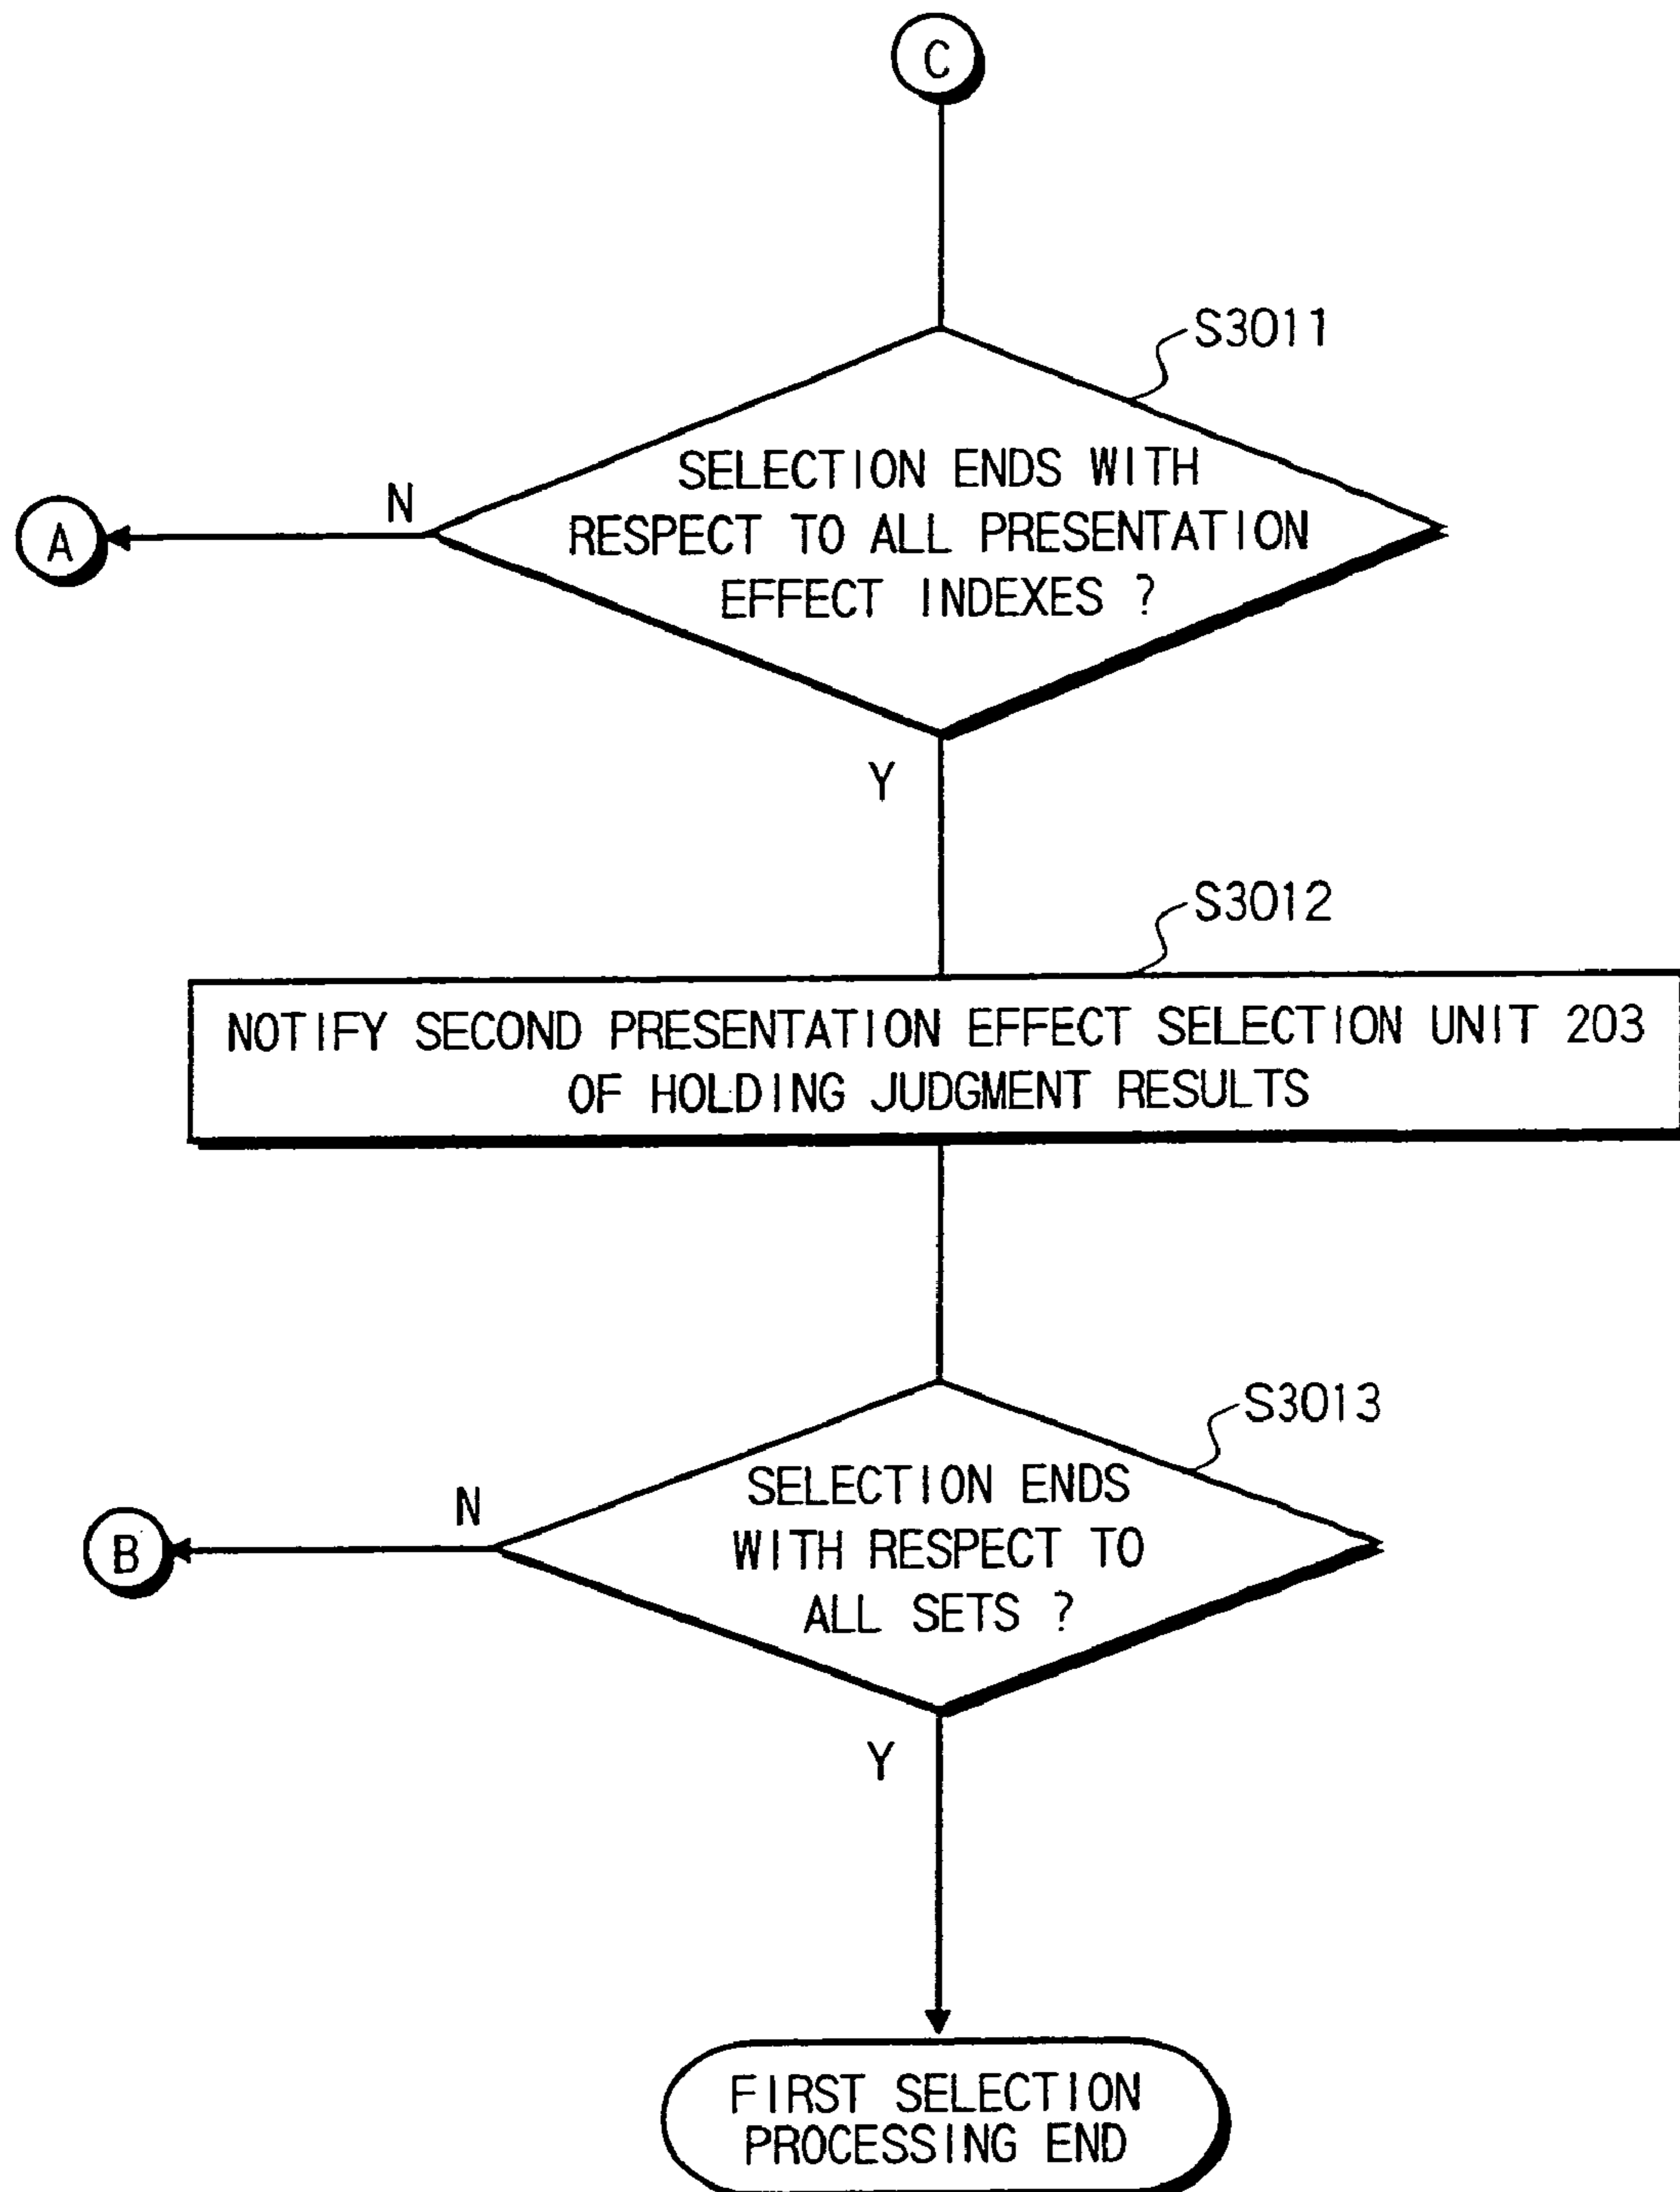 C
S3011
SELECTION ENDS WITH
RESPECT TO ALL PRESENTATION
EFFECT INDEXES ?
N
A
Y
S3012
NOTIFY SECOND PRESENTATION EFFECT SELECTION UNIT 203
OF HOLDING JUDGMENT RESULTS
S3013
SELECTION ENDS
WITH RESPECT TO
ALL SETS ?
N
B
Y
FIRST SELECTION
PROCESSING END